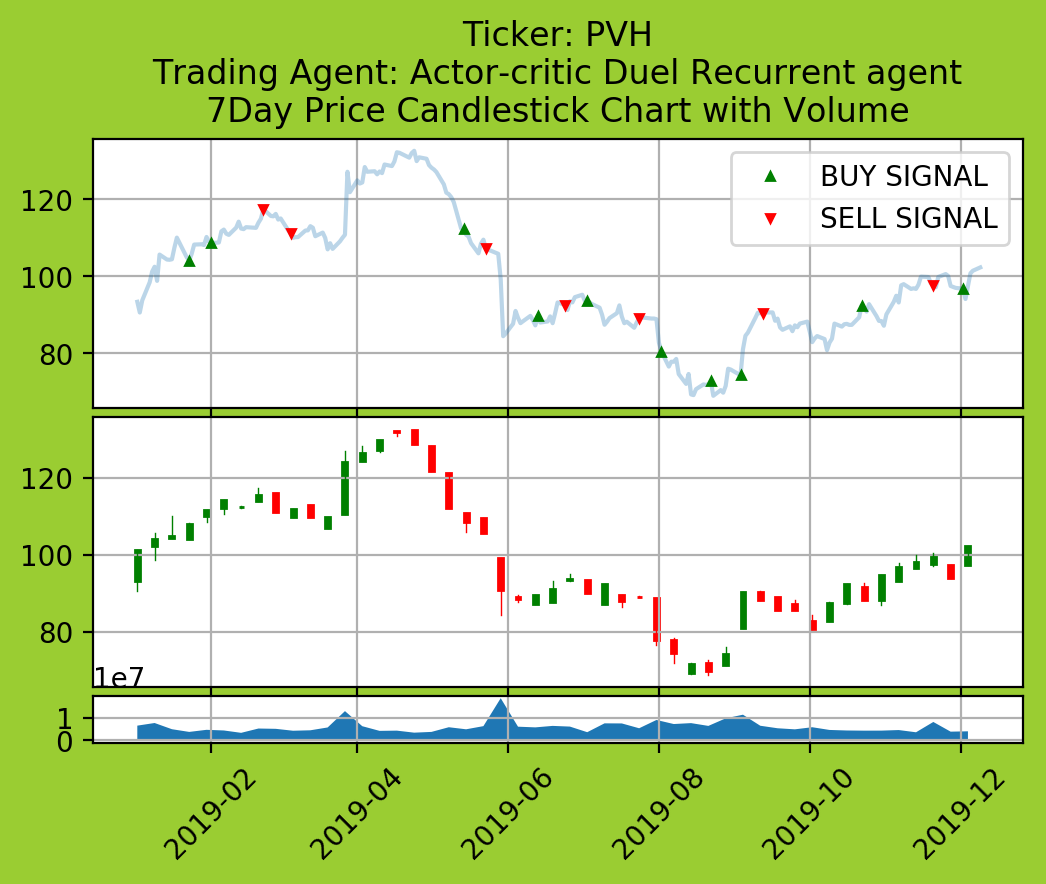 Ticker: PVH
Trading Agent: Actor-critic Duel Recurrent agent
7Day Price Candlestick Chart with Volume
BUY SIGNAL
SELL SIGNAL
120
100
80
120
100
80
1e7
1
0
2019-02
2019-04
2019-06
2019-08
2019-10
2019-12